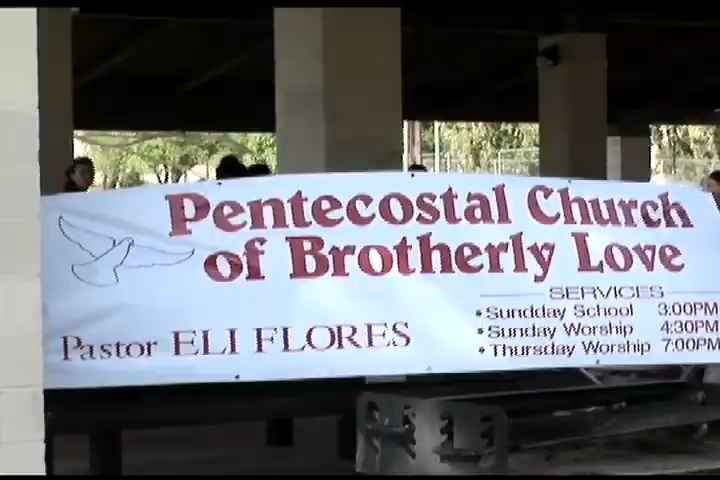 Pentecostal Church
of Brotherly Love
SERVICES
• Sundday School 3:00PM
• Sunday Worship 4:30PM
• Thursday Worship 7:00PM
Pastor ELI FLORES